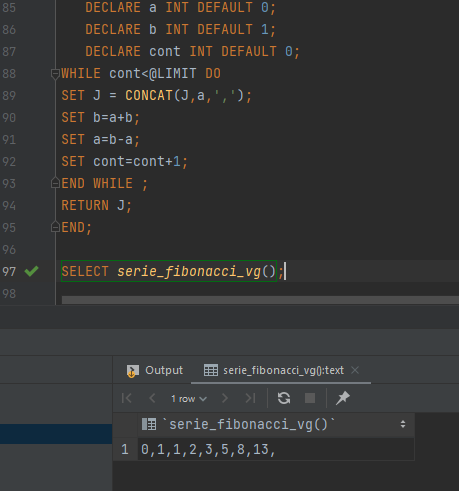 85 DECLARE a INT DEFAULT 0;
86 DECLARE b INT DEFAULT 1;
87 DECLARE cont INT DEFAULT 0;
88 WHILE cont<@LIMIT DO
89 SET J = CONCAT(J,a,',');
90 SET b=a+b;
91 SET a=b-a;
92 SET cont=cont+1;
93 END WHILE ;
94 RETURN J;
95 END;
96
97 SELECT serie_fibonacci_vg();
98
Output serie_fibonacci_vg():text
1 row
`serie_fibonacci_vg()`
1 0,1,1,2,3,5,8,13,